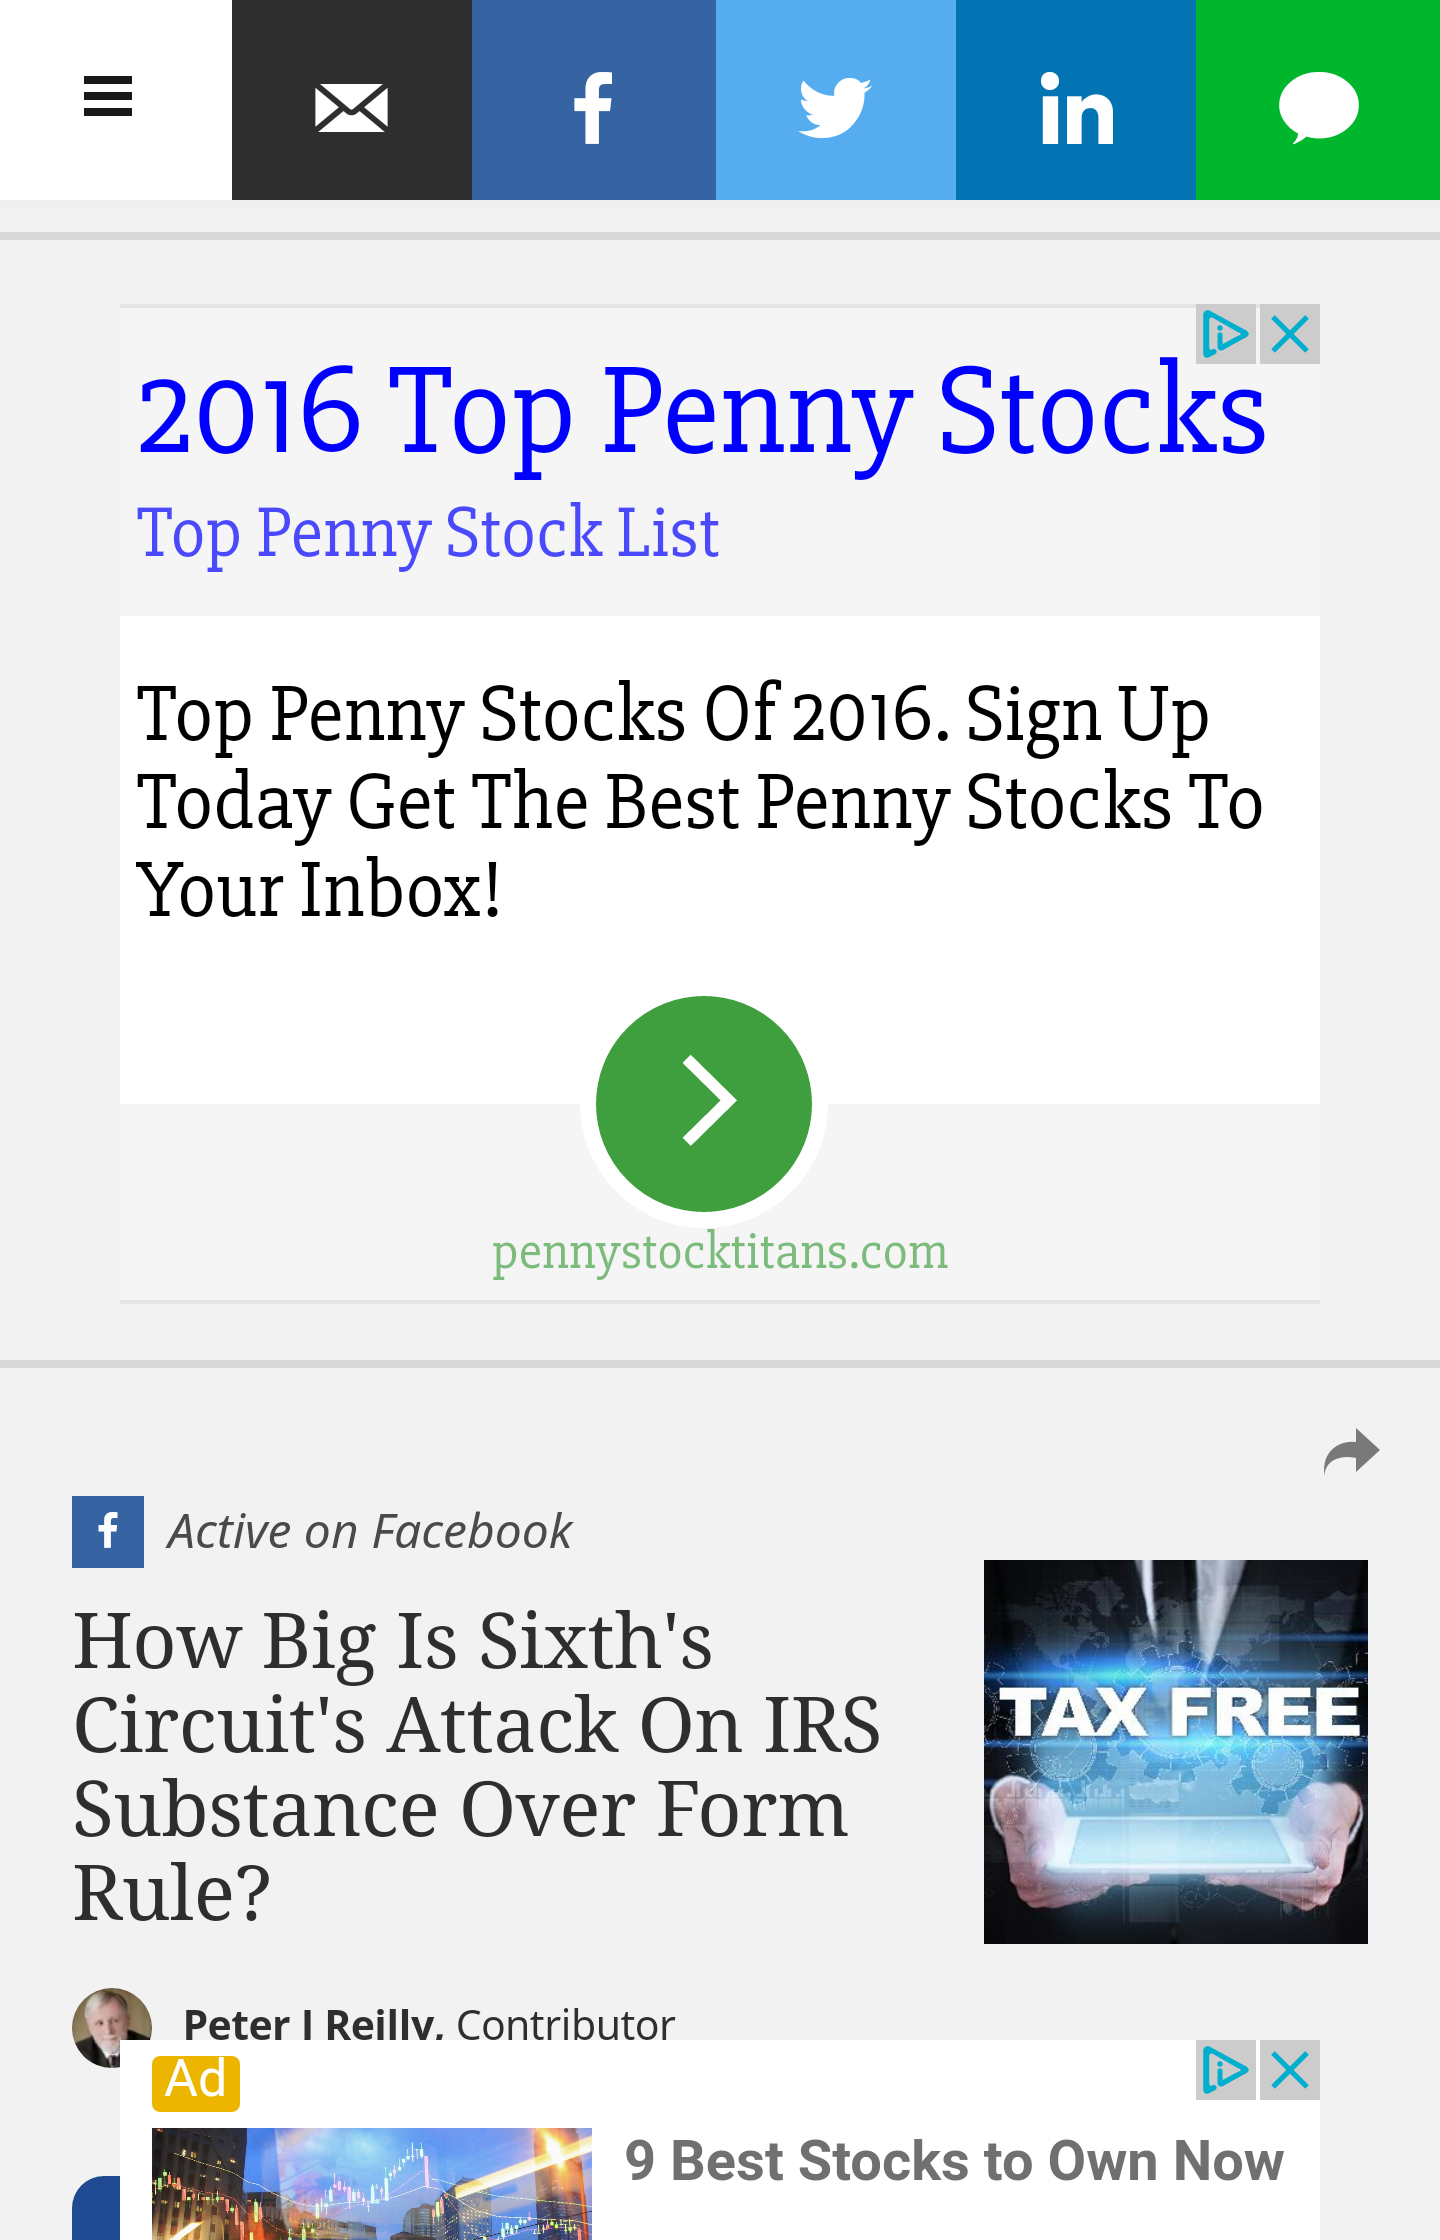 2016 Top Penny Stocks
Top Penny Stock List
Top Penny Stocks Of 2016. Sign Up
Today Get The Best Penny Stocks To
Your Inbox!
pennystocktitans.com
Active on Facebook
How Big Is Sixth's
Circuit's Attack On IRS
Substance Over Form
Rule?
TAX FREE
Peter J Reilly, Contributor
Ad
9 Best Stocks to Own Now